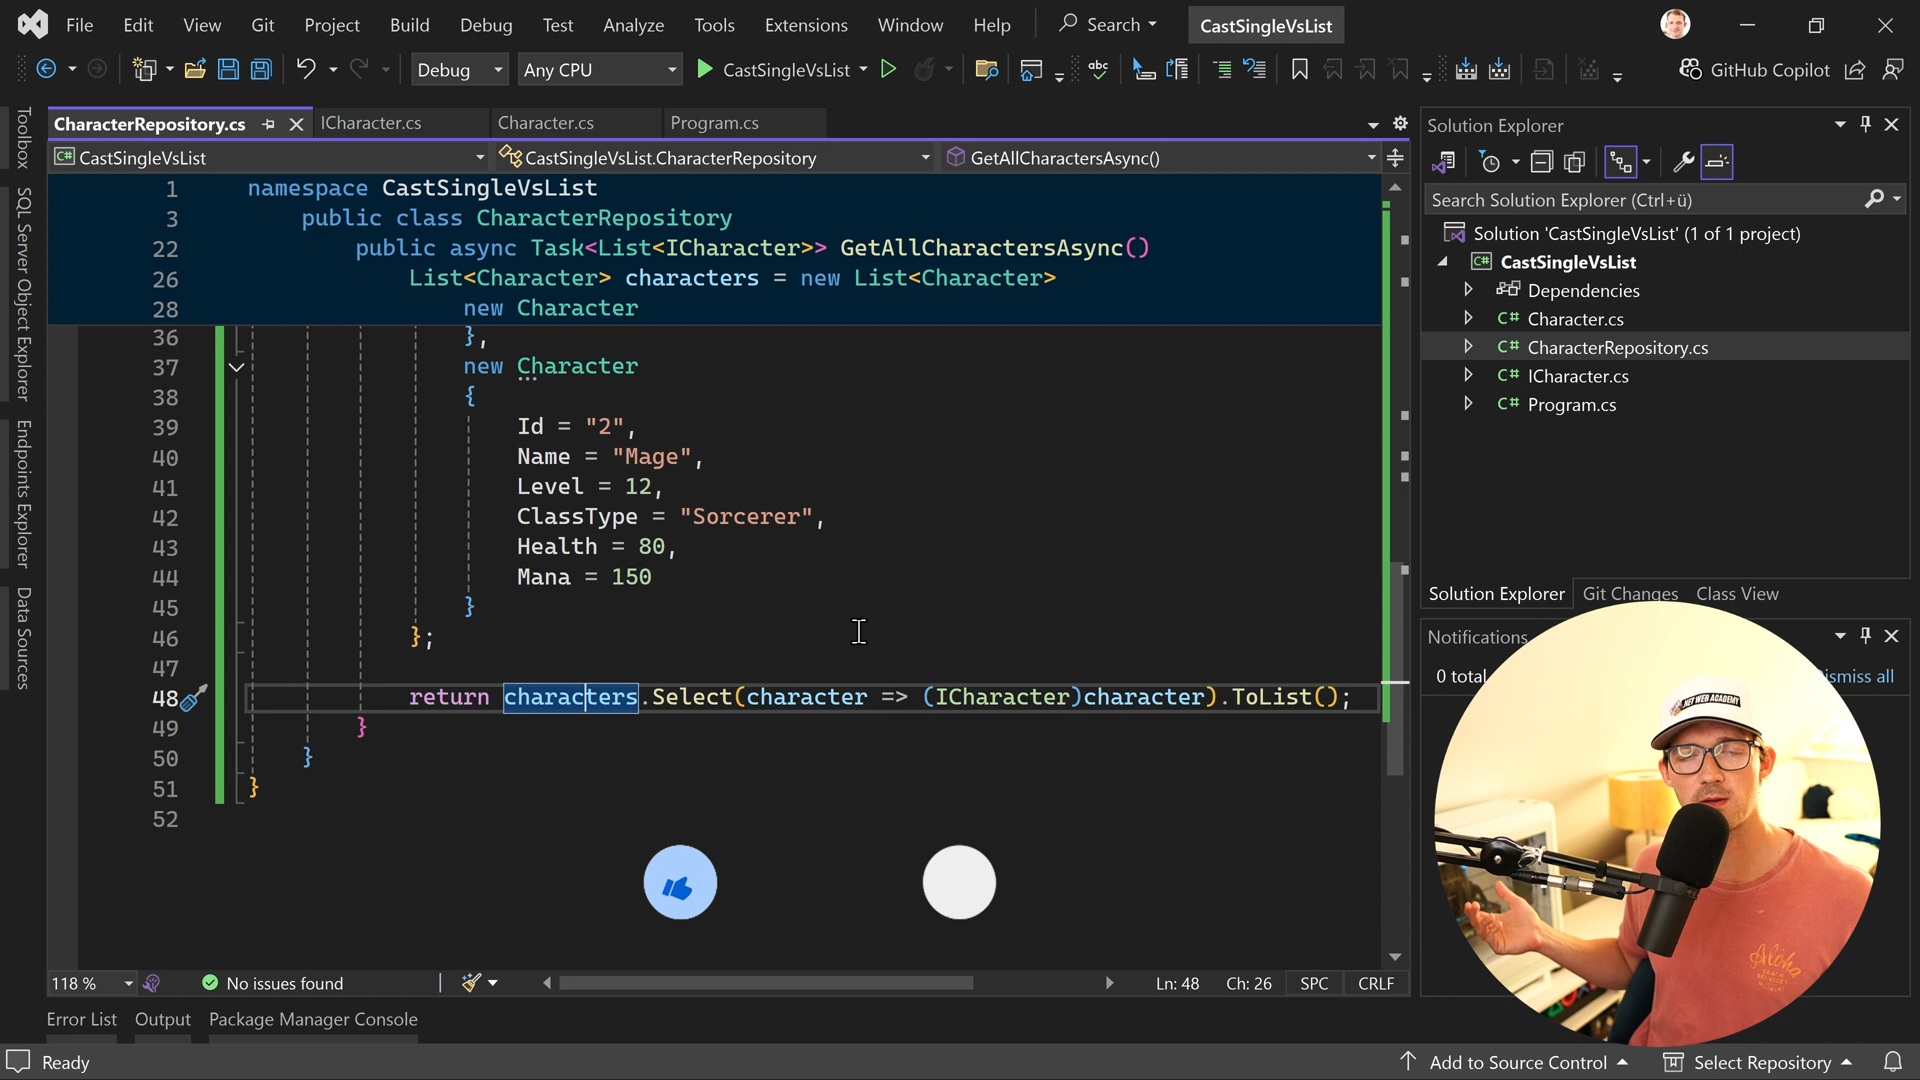 File Edit View Git Project Build Debug Test Analyze Tools Extensions Window Help Search CastSingleVsList
Debug Any CPU CastSingleVsList GitHub Copilot
CharacterRepository.cs ICharacter.cs Character.cs Program.cs
CastSingleVsList CastSingleVsList.CharacterRepository GetAllCharactersAsync()
Toolbox
SQL Server Object Explorer
Endpoints Explorer
Data Sources
1 namespace CastSingleVsList
3 public class CharacterRepository
22 public async Task<List<ICharacter>> GetAllCharactersAsync()
26 List<Character> characters = new List<Character>
28 new Character
36 },
37 new Character
38 {
39 Id = "2",
40 Name = "Mage",
41 Level = 12,
42 ClassType = "Sorcerer",
43 Health = 80,
44 Mana = 150
45 }
46 };
47
48 return characters.Select(character => (ICharacter)character).ToList();
49 }
50 }
51 }
52
118 % No issues found Ln: 48 Ch: 26 SPC CRLF
Error List Output Package Manager Console
Ready Add to Source Control Select Repository
Solution Explorer
Search Solution Explorer (Ctrl+ü)
Solution 'CastSingleVsList' (1 of 1 project)
C# CastSingleVsList
Dependencies
C# Character.cs
C# CharacterRepository.cs
C# ICharacter.cs
C# Program.cs
Solution Explorer Git Changes Class View
Notifications
0 total ismiss all
.NET WEB ACADEMY
Aloha